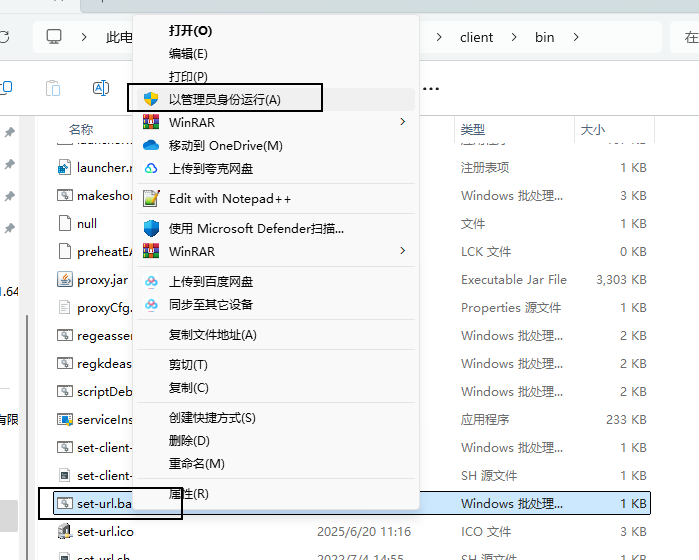 此电
client
bin
在
名称
类型
大小
打开(O)
编辑(E)
打印(P)
以管理员身份运行(A)
WinRAR
移动到 OneDrive(M)
上传到夸克网盘
Edit with Notepad++
使用 Microsoft Defender扫描...
WinRAR
上传到百度网盘
同步至其它设备
复制文件地址(A)
剪切(T)
复制(C)
创建快捷方式(S)
删除(D)
重命名(M)
属性(R)
launcher.r 注册表项 1 KB
makeshor Windows 批处理... 3 KB
null 文件 1 KB
preheatEA LCK 文件 0 KB
proxy.jar Executable Jar File 3,303 KB
proxyCfg. Properties 源文件 1 KB
regeasser Windows 批处理... 2 KB
regkdeas Windows 批处理... 2 KB
scriptDeb Windows 批处理... 2 KB
serviceIns 应用程序 233 KB
set-client- Windows 批处理... 1 KB
set-client- SH 源文件 1 KB
set-url.ba Windows 批处理... 1 KB
set-url.ico 2025/6/20 11:16 ICO 文件 3 KB
set-url.sh 2022/7/4 14:55 SH 源文件 1 KB
1.64
有限